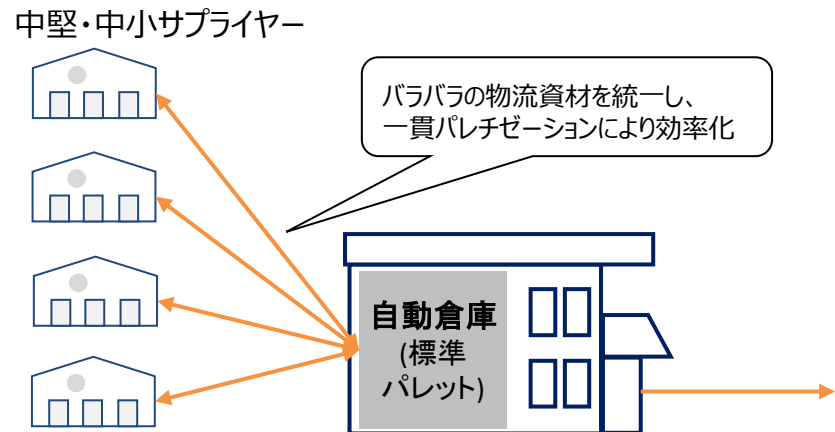 中堅・中小サプライヤー
バラバラの物流資材を統一し、
一貫パレチゼーションにより効率化
自動倉庫
(標準
パレット)